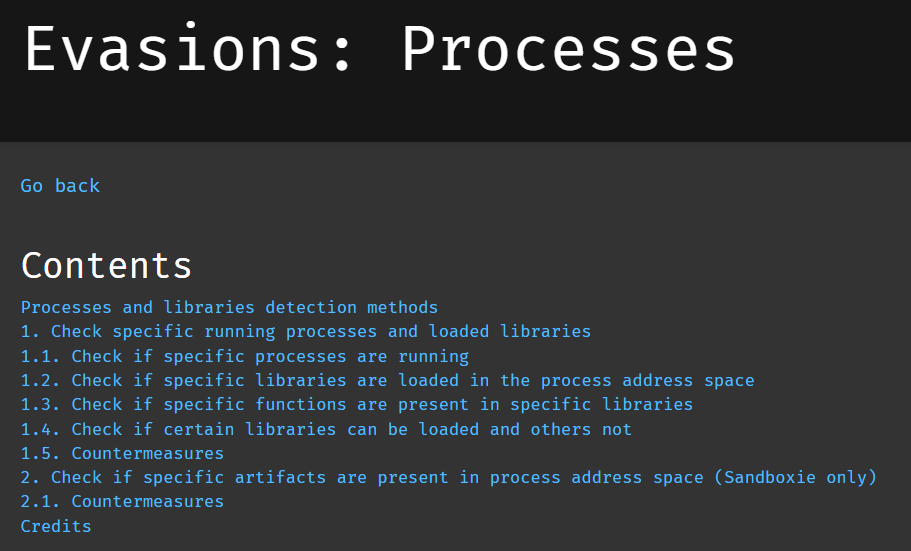 Evasions: Processes
Go back
Contents
Processes and libraries detection methods
1. Check specific running processes and loaded libraries
1.1. Check if specific processes are running
1.2. Check if specific libraries are loaded in the process address space
1.3. Check if specific functions are present in specific libraries
1.4. Check if certain libraries can be loaded and others not
1.5. Countermeasures
2. Check if specific artifacts are present in process address space (Sandboxie only)
2.1. Countermeasures
Credits